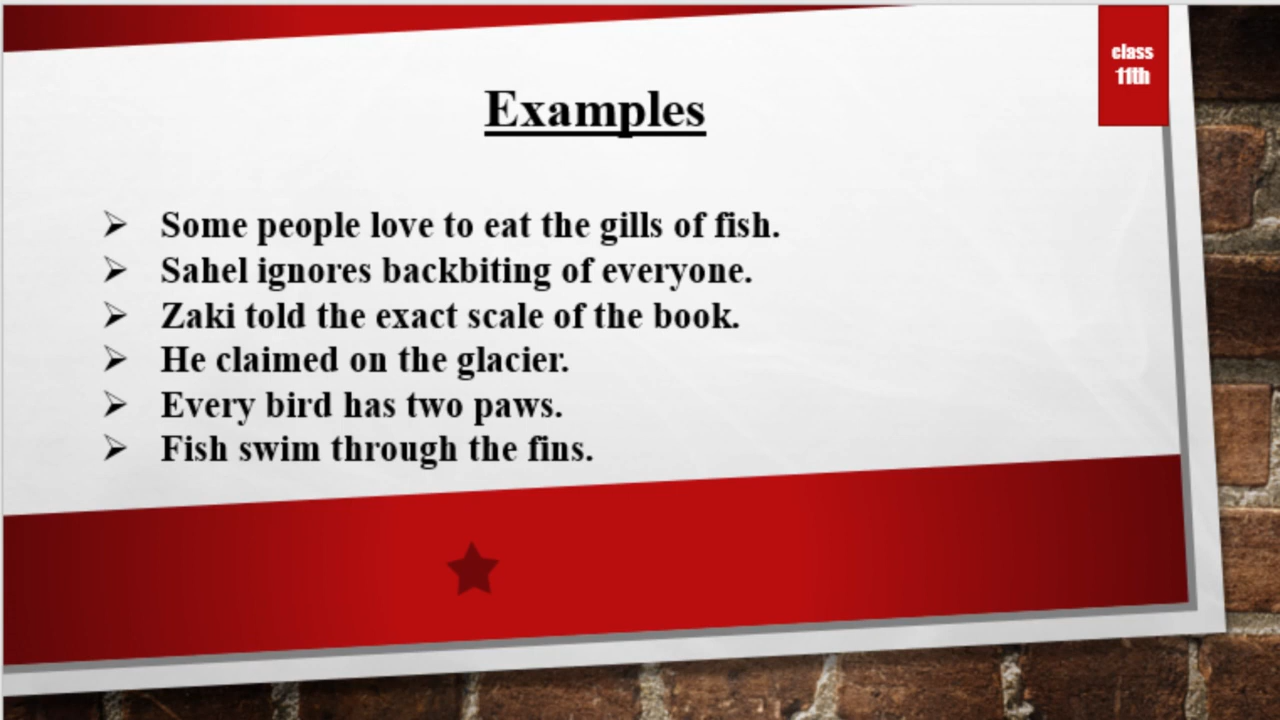 class
11th
Examples
Some people love to eat the gills of fish.
Sahel ignores backbiting of everyone.
Zaki told the exact scale of the book.
He claimed on the glacier.
Every bird has two paws.
Fish swim through the fins.